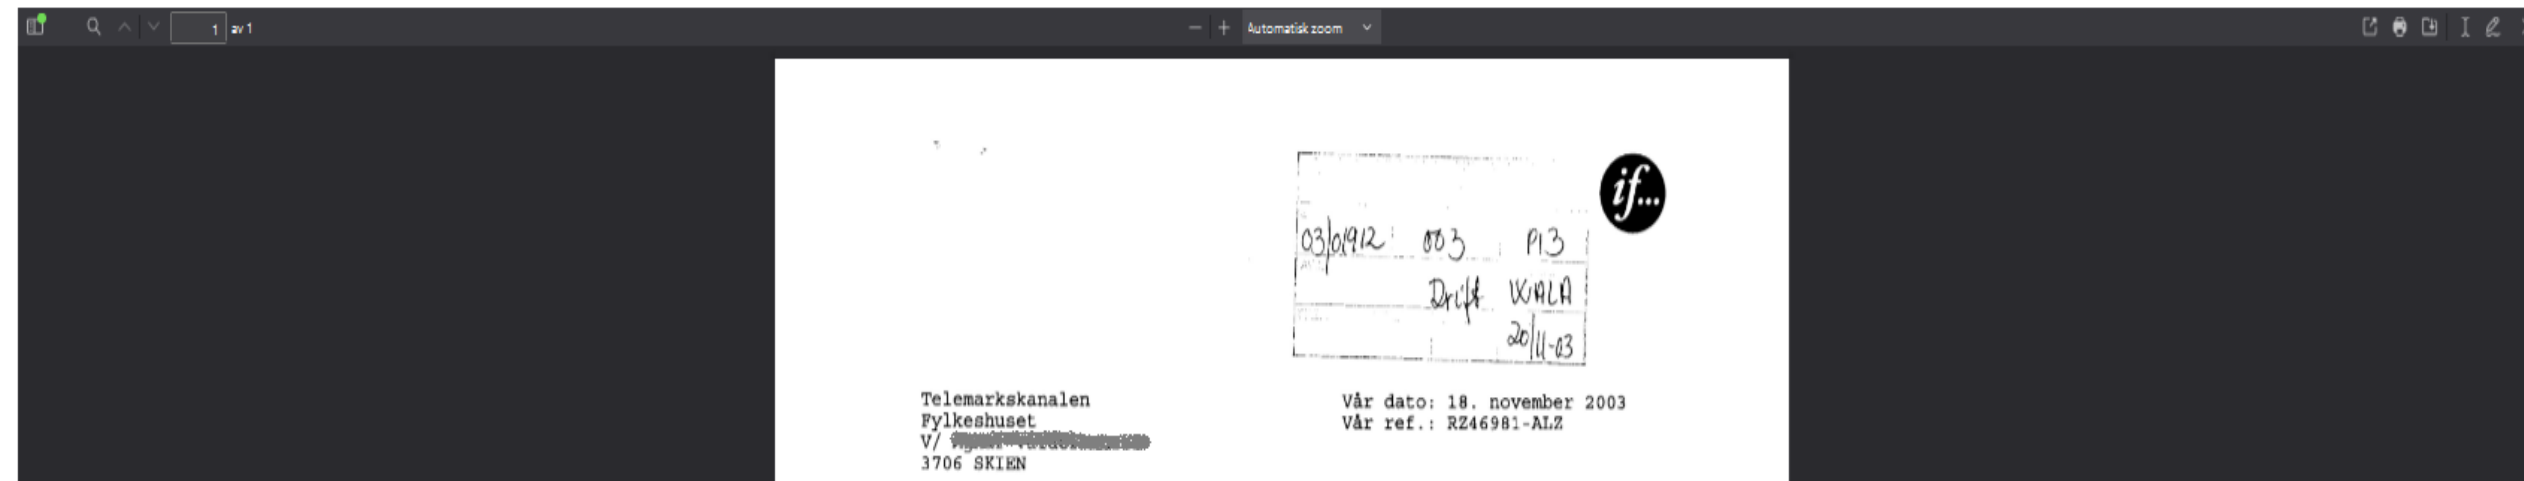 1 av 1
Automatisk zoom
if...
03/01912 003 P13
Drift WALA
20/11-03
Telemarkskanalen
Fylkeshuset
V/
3706 SKIEN
Vår dato: 18. november 2003
Vår ref.: RZ46981-ALZ